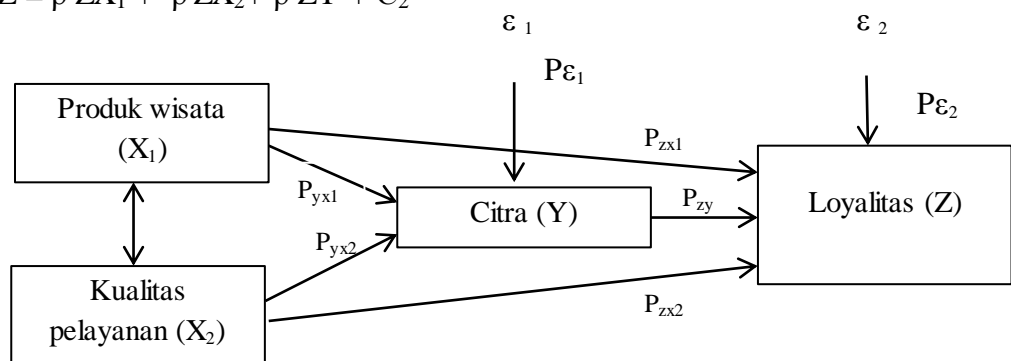 Z = ρ ZX₁ + ρ ZX₂ + ρ ZY + Є₂
ε ₁
ε ₂
Pε₁
Pε₂
Produk wisata
(X₁)
Pzx1
Pyx1
Citra (Y)
Pzy
Loyalitas (Z)
Pyx2
Kualitas
pelayanan (X₂)
Pzx2